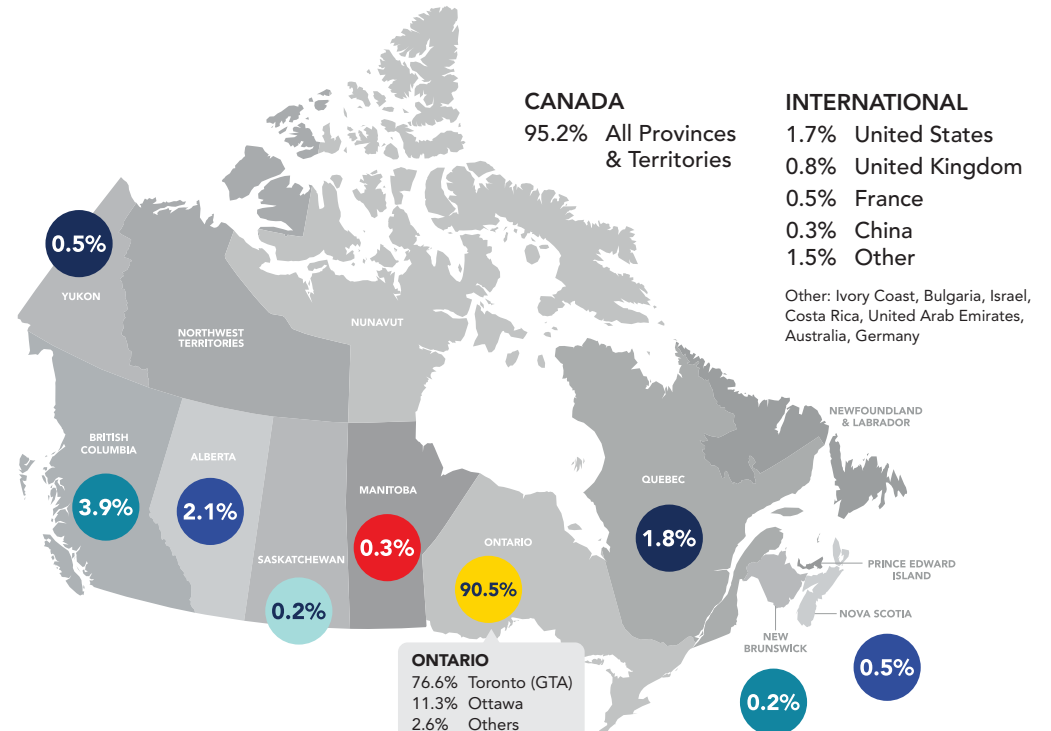 CANADA
95.2% All Provinces
& Territories
INTERNATIONAL
1.7% United States
0.8% United Kingdom
0.5% France
0.3% China
1.5% Other
Other: Ivory Coast, Bulgaria, Israel,
Costa Rica, United Arab Emirates,
Australia, Germany
0.5%
YUKON
NORTHWEST
TERRITORIES
NUNAVUT
BRITISH
COLUMBIA
3.9%
ALBERTA
2.1%
SASKATCHEWAN
0.2%
MANITOBA
0.3%
ONTARIO
90.5%
ONTARIO
76.6% Toronto (GTA)
11.3% Ottawa
2.6% Others
QUEBEC
1.8%
NEWFOUNDLAND
& LABRADOR
PRINCE EDWARD
ISLAND
NOVA SCOTIA
0.5%
NEW
BRUNSWICK
0.2%